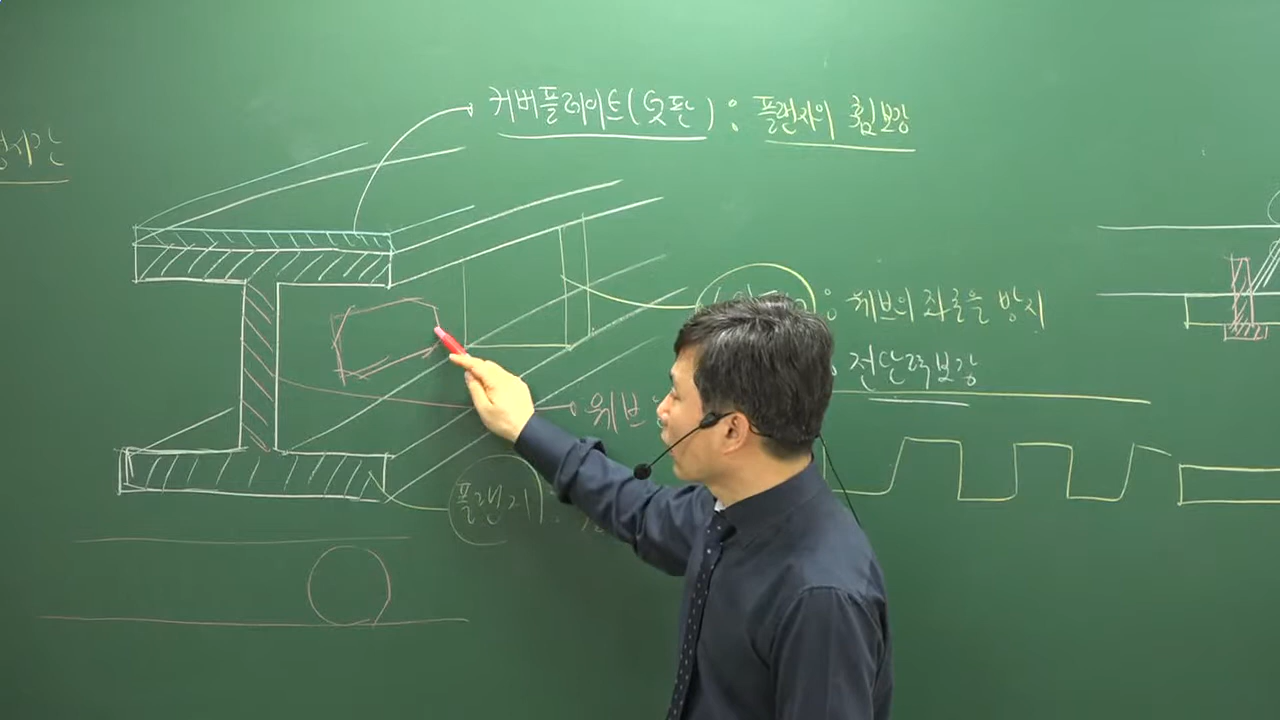 커버플레이트(덧판) : 플랜지의 휨보강
: 웨브의 좌굴을 방지
: 전단력보강
웨브
플랜지 :